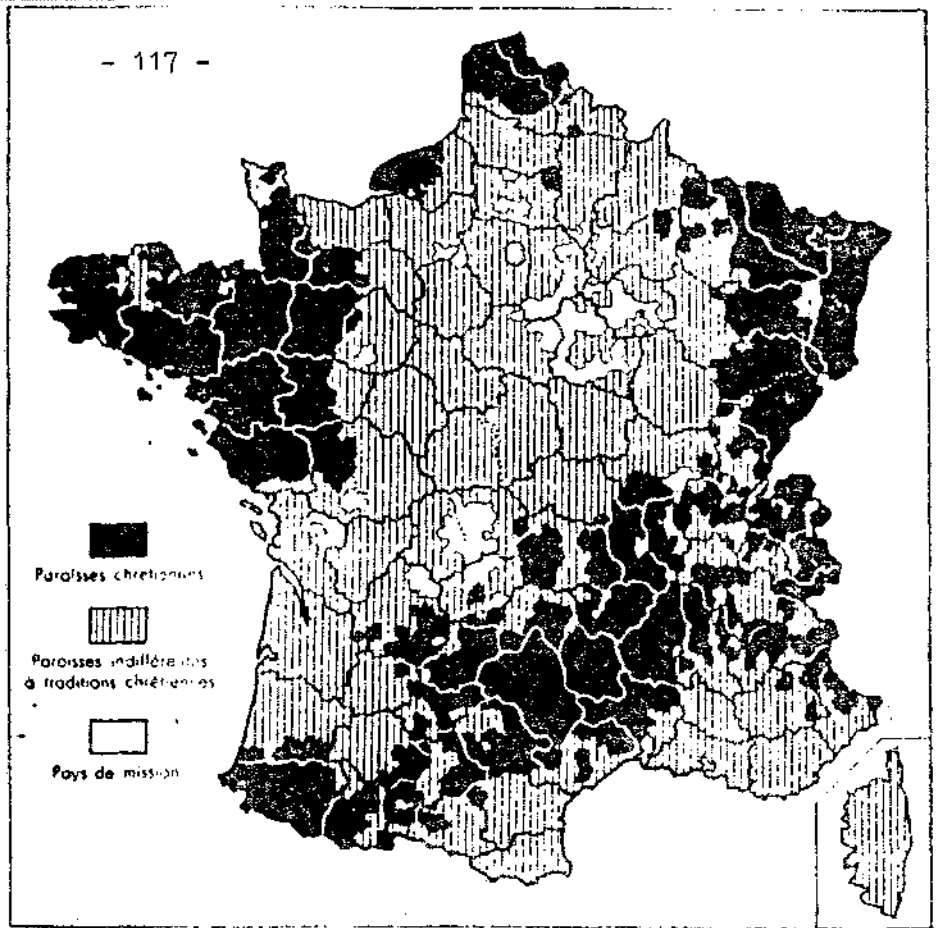 - 117 -
Paroisses chrétiennes
Paroisses indifférentes
à traditions chrétiennes
Pays de mission